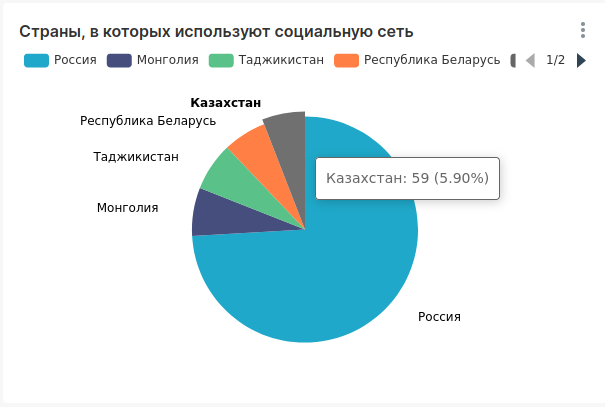 Страны, в которых используют социальную сеть
Россия Монголия Таджикистан Республика Беларусь 1/2
Казахстан
Республика Беларусь
Таджикистан
Казахстан: 59 (5.90%)
Монголия
Россия